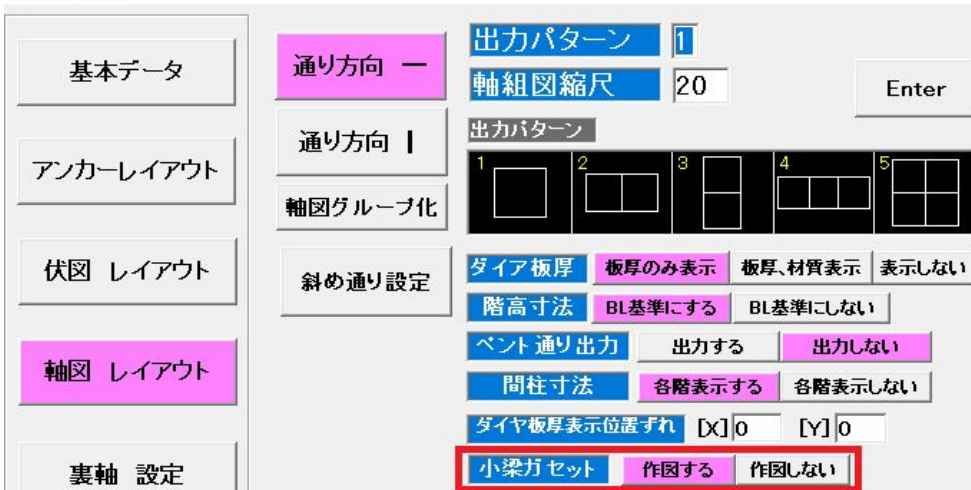 基本データ
アンカーレイアウト
伏図 レイアウト
軸図 レイアウト
裏軸 設定
通り方向 ー
通り方向 |
軸図グループ化
斜め通り設定
出力パターン 1
軸組図縮尺 20
Enter
出力パターン
1 2 3 4 5
ダイア板厚 板厚のみ表示 板厚、材質表示 表示しない
階高寸法 BL基準にする BL基準にしない
ベント通り出力 出力する 出力しない
間柱寸法 各階表示する 各階表示しない
ダイヤ板厚表示位置ずれ [X] 0 [Y] 0
小梁ガセット 作図する 作図しない